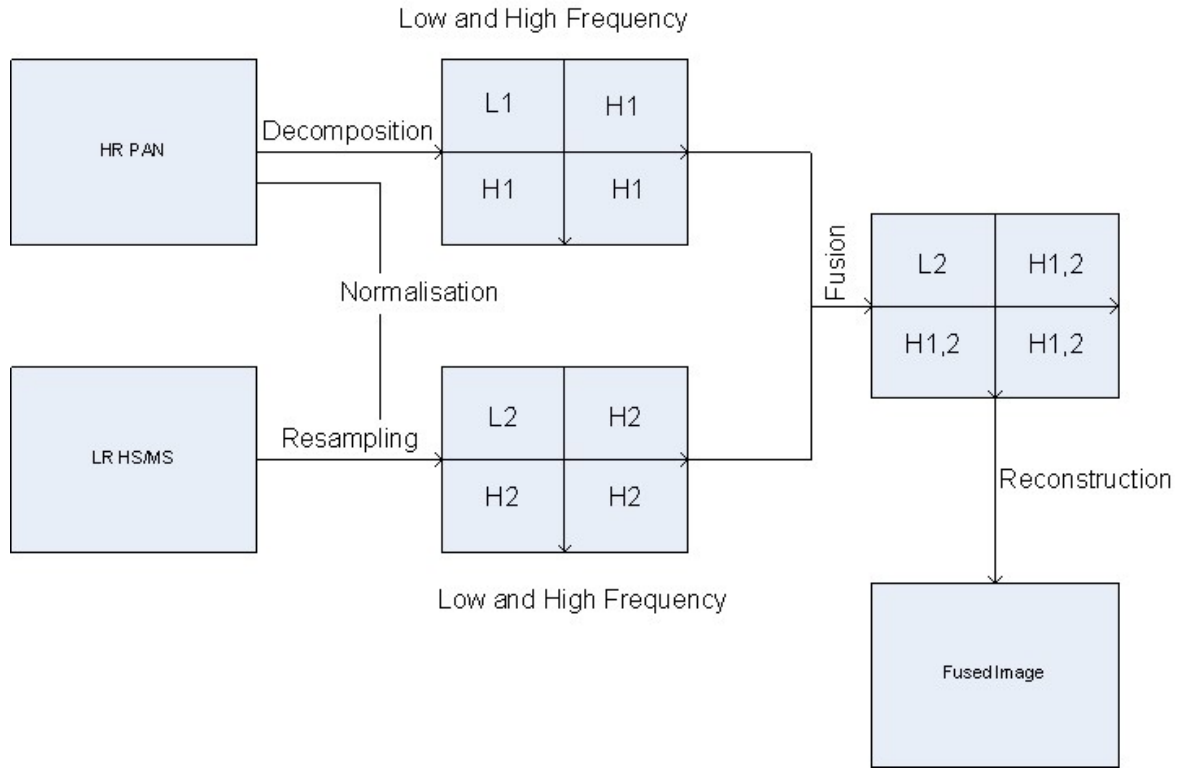 Low and High Frequency
HR PAN
Decomposition
L1
H1
H1
H1
Normalisation
LR HS/MS
Resampling
L2
H2
H2
H2
Low and High Frequency
Fusion
L2
H1,2
H1,2
H1,2
Reconstruction
Fused Image